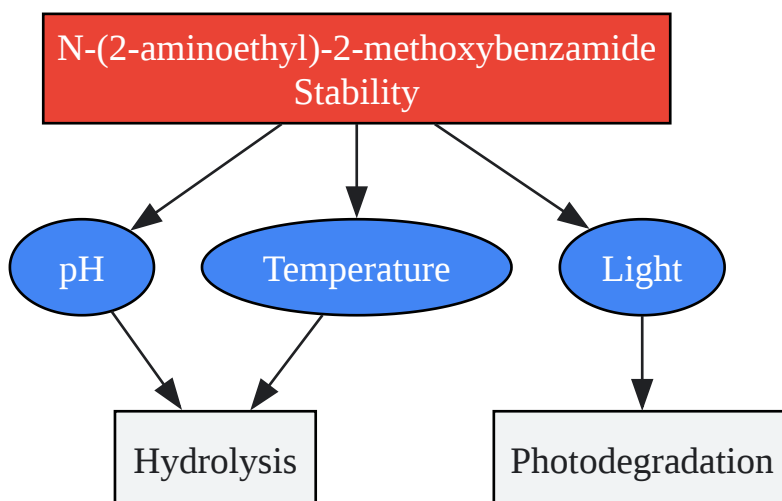 N-(2-aminoethyl)-2-methoxybenzamide
Stability
pH
Temperature
Light
Hydrolysis
Photodegradation